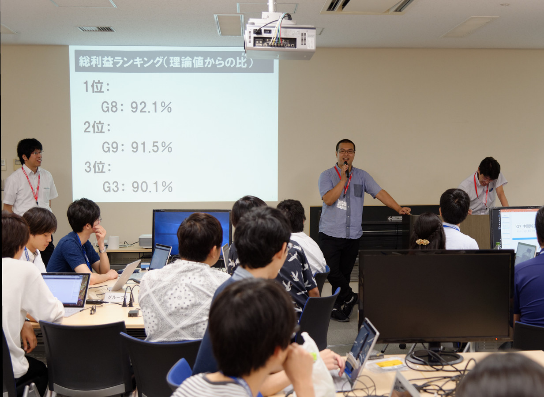 総利益ランキング(理論値からの比)
1位:
G8: 92.1%
2位:
G9: 91.5%
3位:
G3: 90.1%